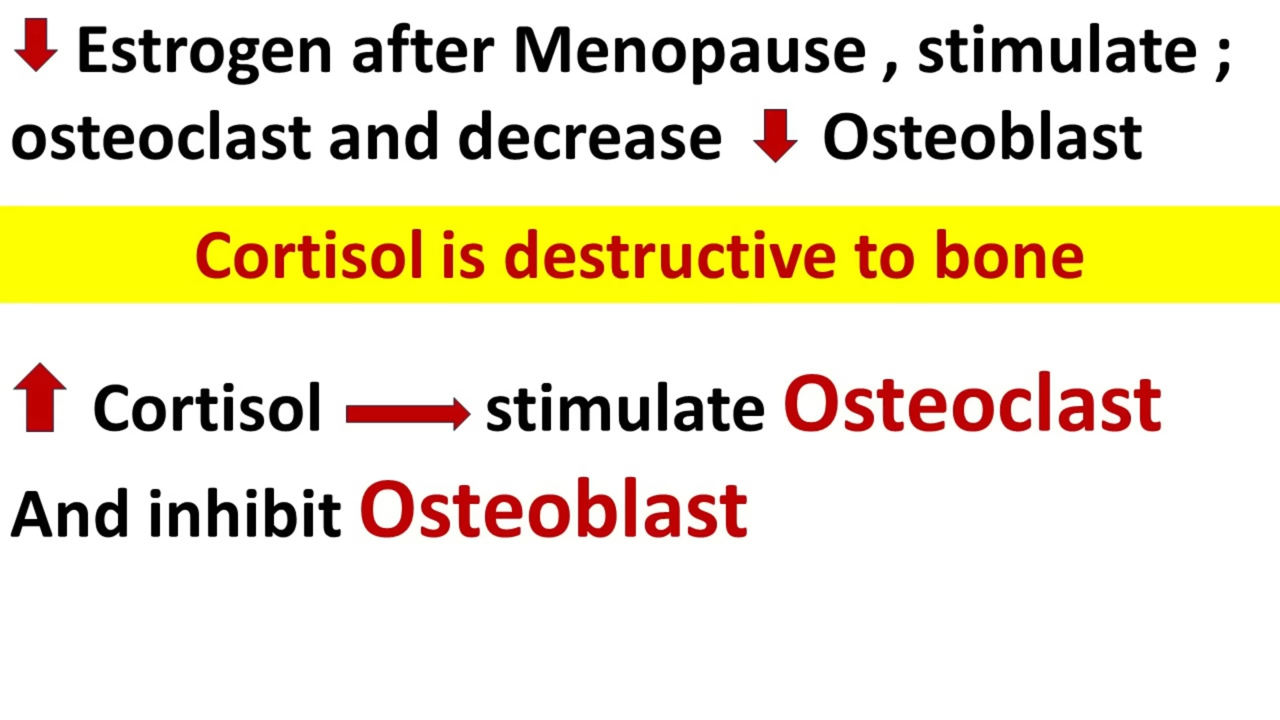 Estrogen after Menopause , stimulate ;
osteoclast and decrease Osteoblast
Cortisol is destructive to bone
Cortisol stimulate Osteoclast
And inhibit Osteoblast